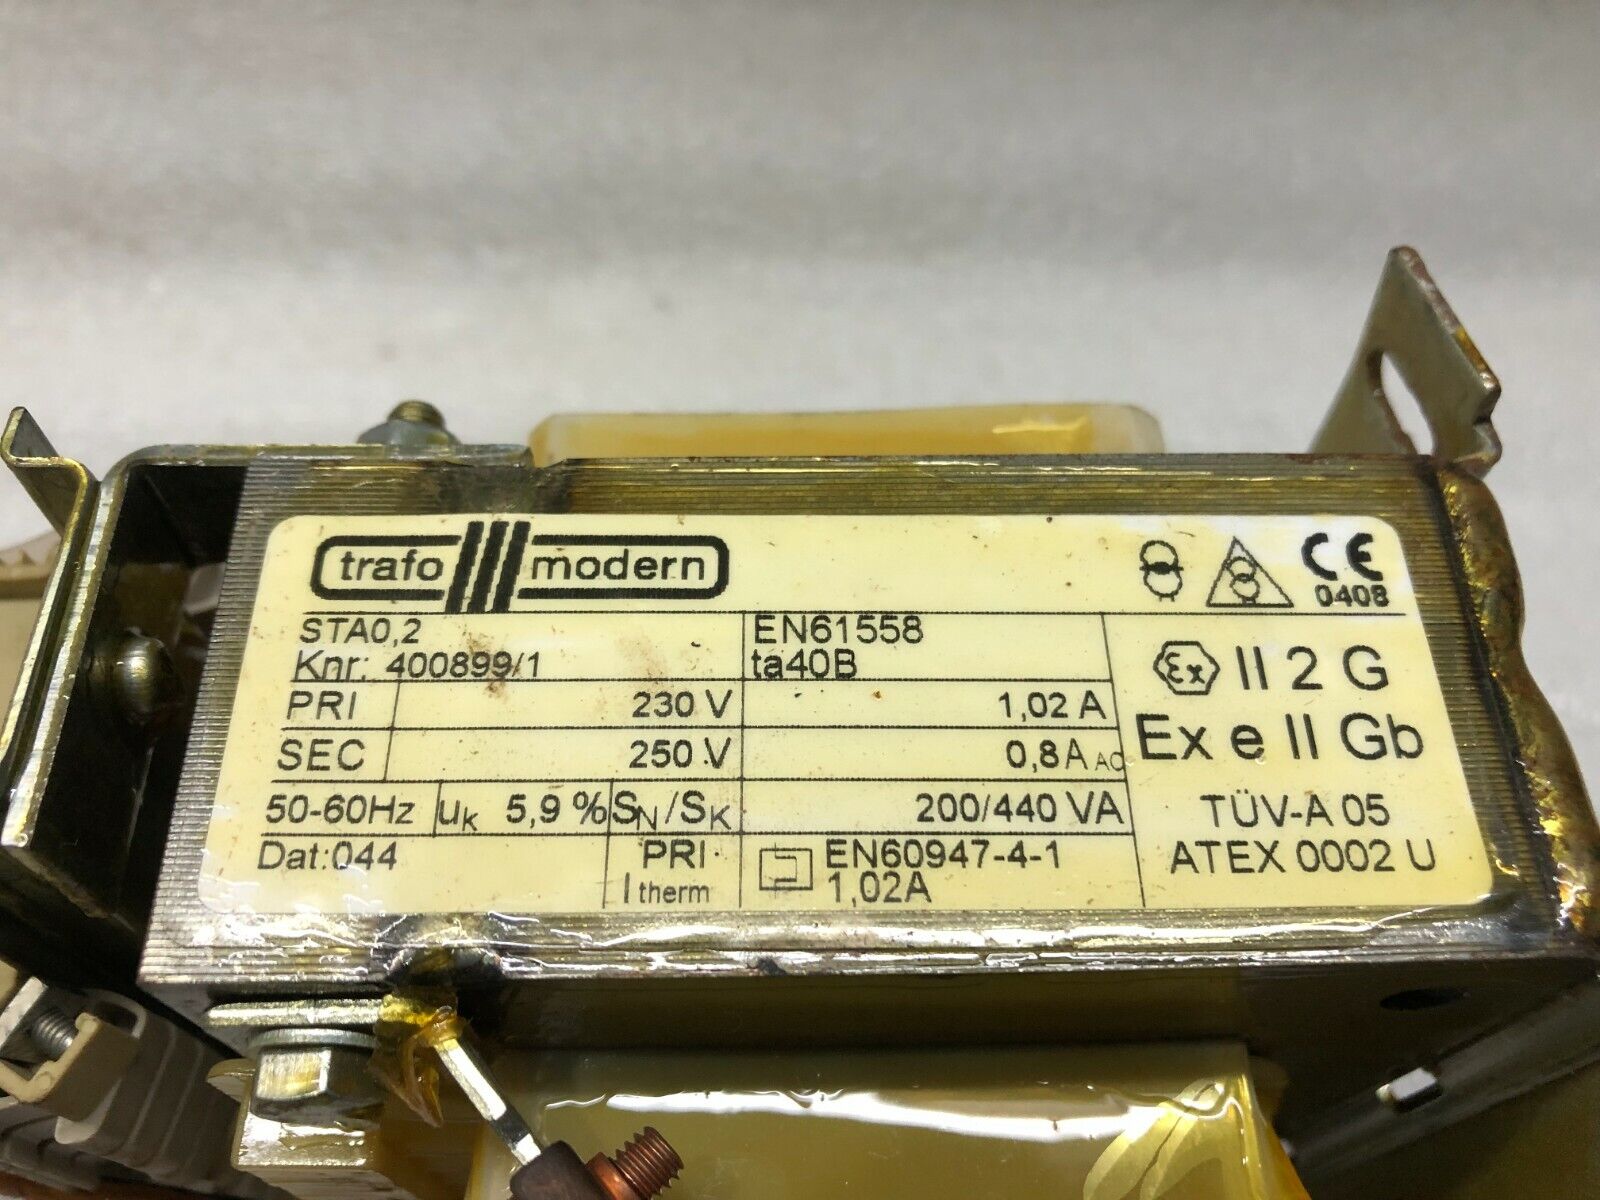 trafo modern
CE
0408
STA0,2
EN61558
Knr: 400899/1
ta40B
Ex II 2 G
PRI 230 V 1,02 A
Ex e II Gb
SEC 250 V 0,8A AC
50-60Hz uk 5,9 % SN/SK 200/440 VA
TÜV-A 05
ATEX 0002 U
Dat:044
PRI
I therm
EN60947-4-1
1,02A